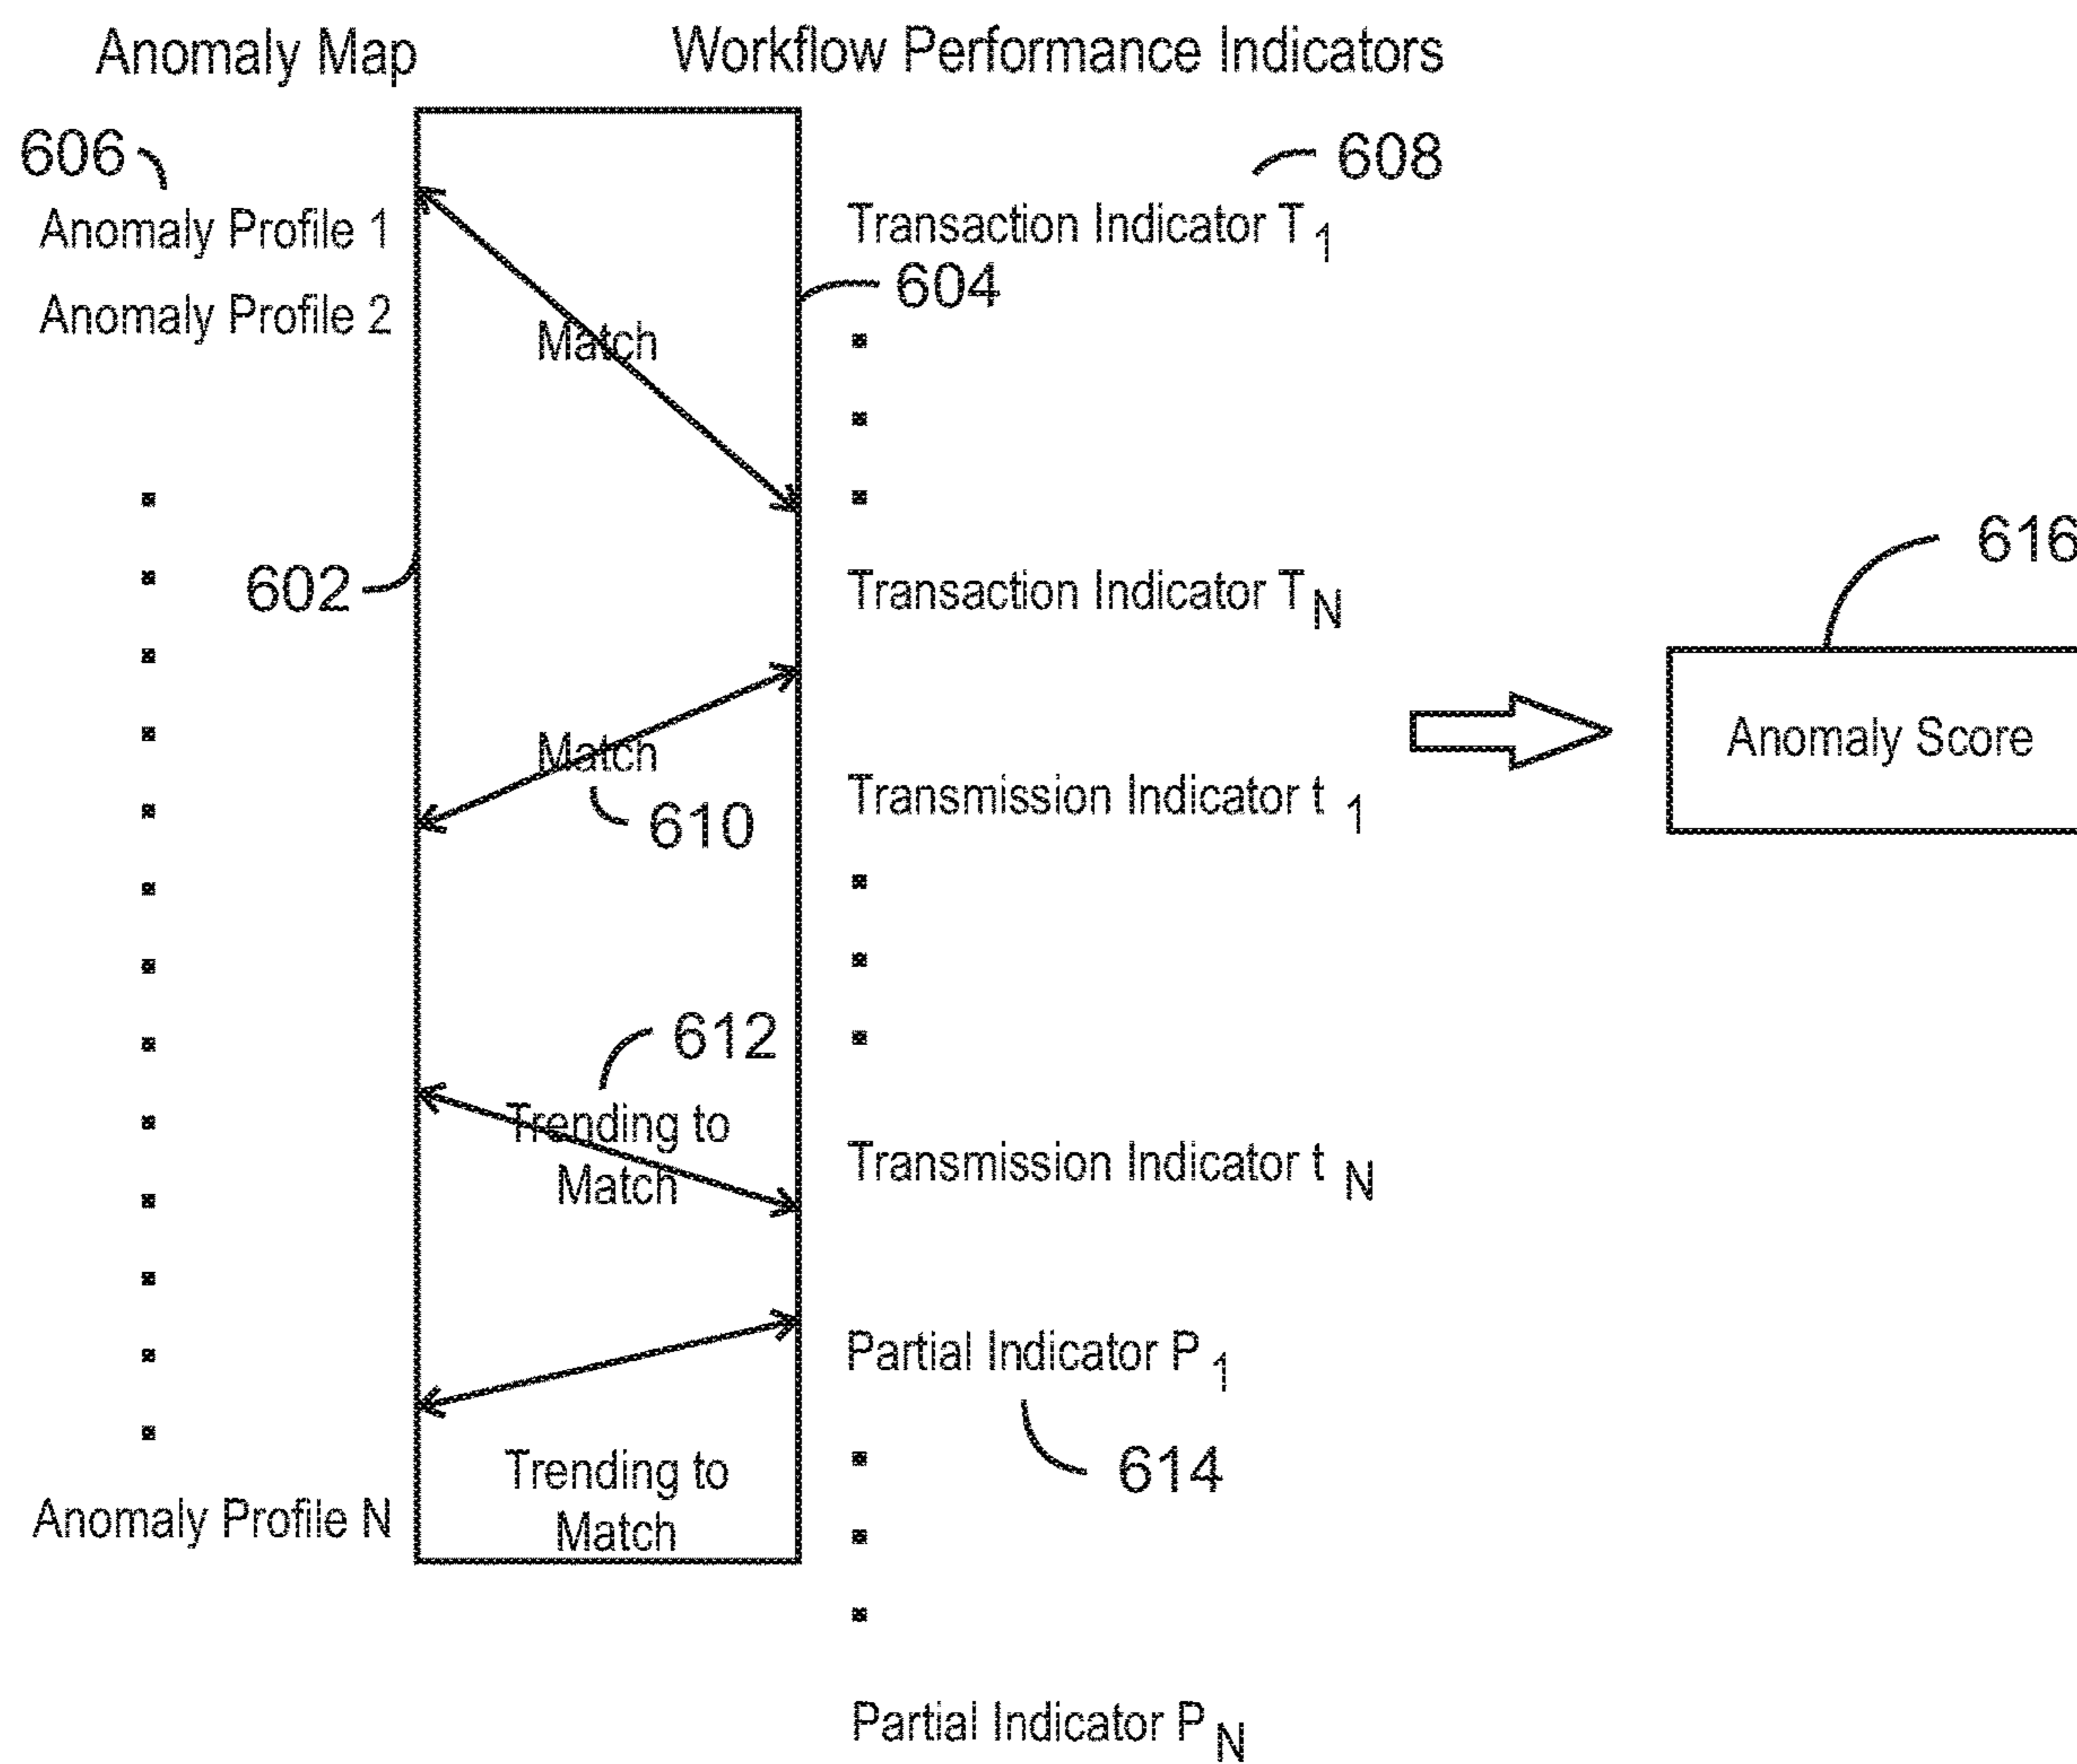 Anomaly Map
Workflow Performance Indicators
606
608
Anomaly Profile 1
Transaction Indicator T1
604
Anomaly Profile 2
Match
602
Transaction Indicator TN
616
Match
Anomaly Score
610
Transmission Indicator t 1
612
Trending to
Match
Transmission Indicator t N
Partial Indicator P 1
614
Trending to
Match
Anomaly Profile N
Partial Indicator PN